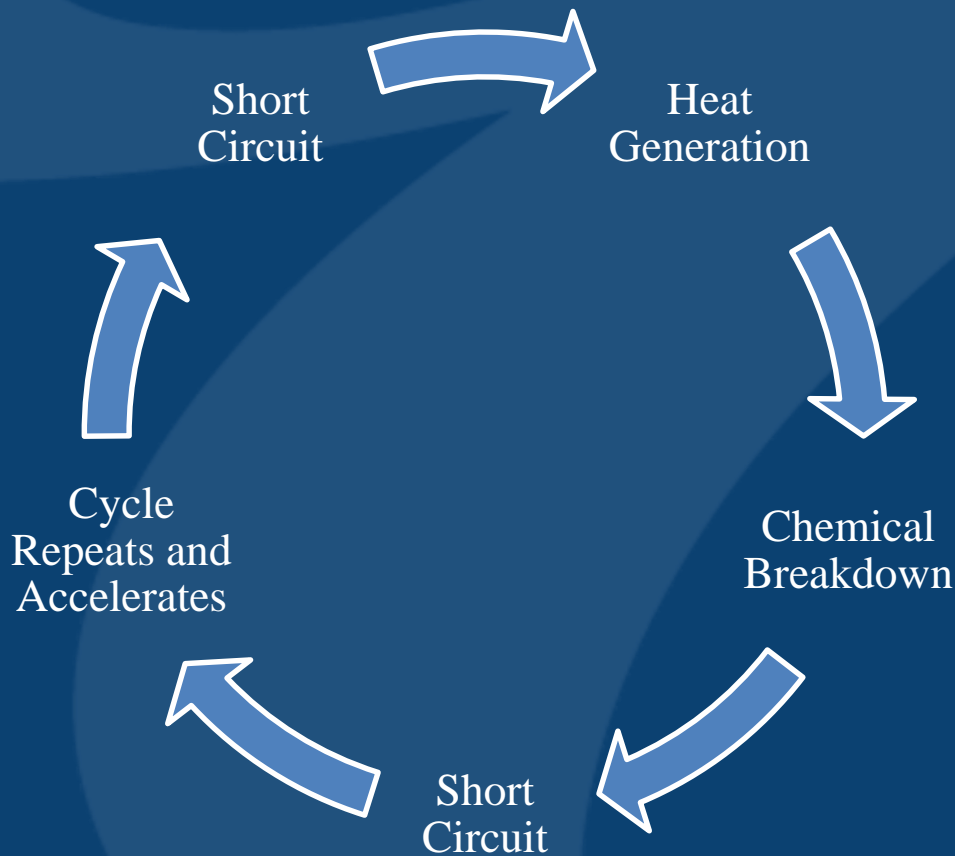 Short
Circuit
Heat
Generation
Chemical
Breakdown
Short
Circuit
Cycle
Repeats and
Accelerates